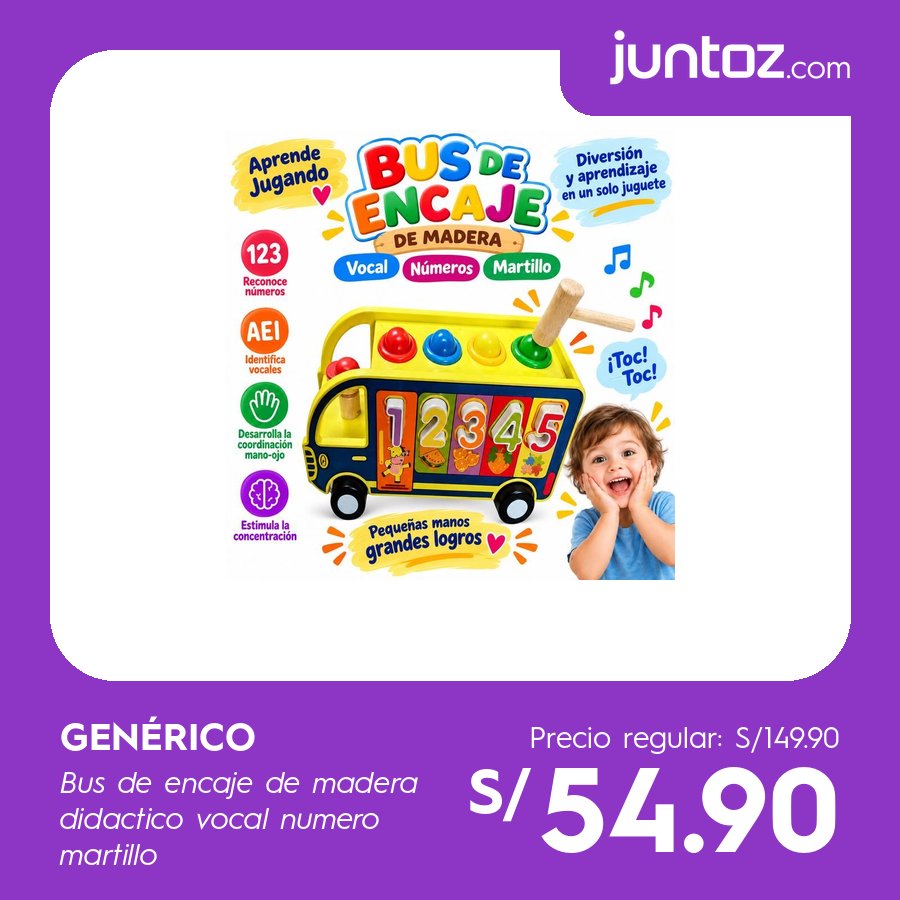 juntoz.com
Aprende
Jugando
BUS DE
ENCAJE
DE MADERA
Vocal Números Martillo
Diversión
y aprendizaje
en un solo juguete
123
Reconoce
números
AEI
Identifica
vocales
Desarrolla la
coordinación
mano-ojo
Estimula la
concentración
¡Toc!
Toc!
1 2 3 4 5
Pequeñas manos
grandes logros
GENÉRICO
Bus de encaje de madera
didactico vocal numero
martillo
Precio regular: S/149.90
S/54.90